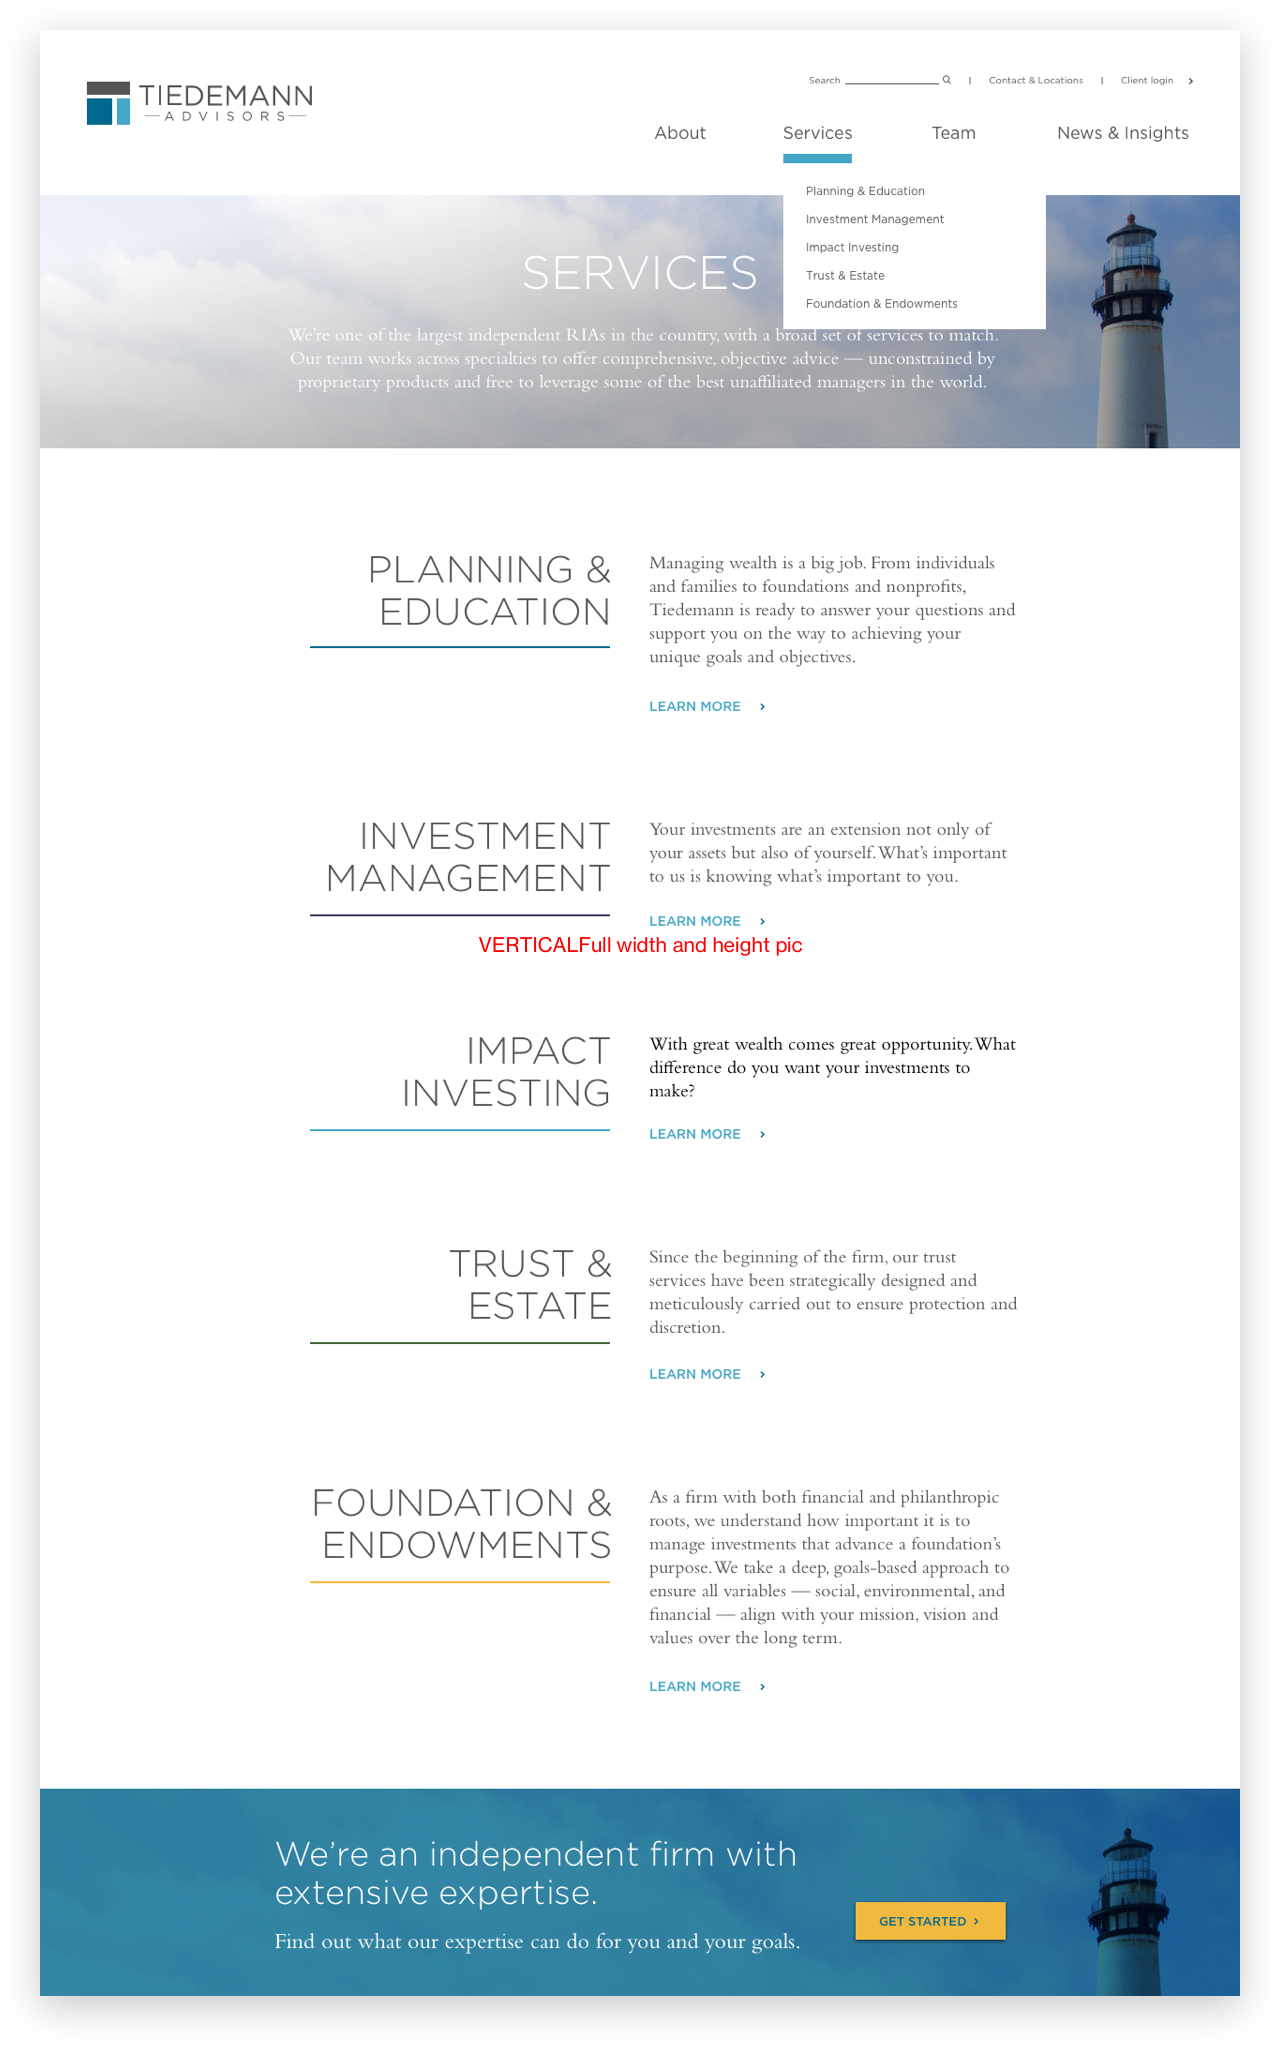 TIEDEMANN
ADVISORS
Search | Contact & Locations | Client login ›
About Services Team News & Insights
Planning & Education
Investment Management
Impact Investing
Trust & Estate
Foundation & Endowments
SERVICES
We're one of the largest independent RIAs in the country, with a broad set of services to match.
Our team works across specialties to offer comprehensive, objective advice — unconstrained by
proprietary products and free to leverage some of the best unaffiliated managers in the world.
PLANNING &
EDUCATION
Managing wealth is a big job. From individuals
and families to foundations and nonprofits,
Tiedemann is ready to answer your questions and
support you on the way to achieving your
unique goals and objectives.
LEARN MORE ›
INVESTMENT
MANAGEMENT
Your investments are an extension not only of
your assets but also of yourself. What's important
to us is knowing what's important to you.
LEARN MORE ›
VERTICALFull width and height pic
IMPACT
INVESTING
With great wealth comes great opportunity. What
difference do you want your investments to
make?
LEARN MORE ›
TRUST &
ESTATE
Since the beginning of the firm, our trust
services have been strategically designed and
meticulously carried out to ensure protection and
discretion.
LEARN MORE ›
FOUNDATION &
ENDOWMENTS
As a firm with both financial and philanthropic
roots, we understand how important it is to
manage investments that advance a foundation's
purpose. We take a deep, goals-based approach to
ensure all variables — social, environmental, and
financial — align with your mission, vision and
values over the long term.
LEARN MORE ›
We're an independent firm with
extensive expertise.
Find out what our expertise can do for you and your goals.
GET STARTED ›